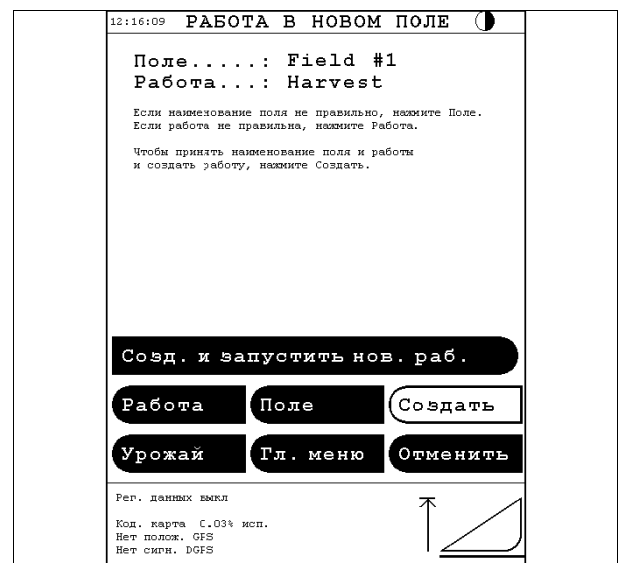 12:16:09 РАБОТА В НОВОМ ПОЛЕ
Поле.....: Field #1
Работа...: Harvest
Если наименование поля не правильно, нажмите Поле.
Если работа не правильна, нажмите Работа.
Чтобы принять наименование поля и работы
и создать работу, нажмите Создать.
Созд. и запустить нов. раб.
Работа Поле Создать
Урожай Гл. меню Отменить
Рег. данных выкл
Код. карта 0.03% исп.
Нет полож. GPS
Нет сигн. DGPS